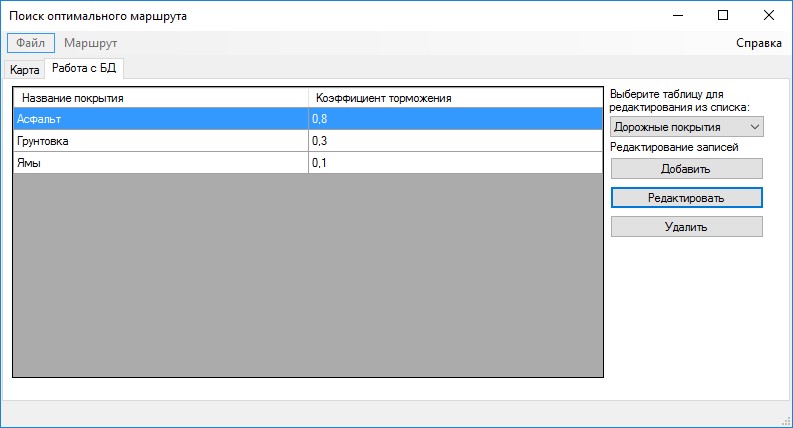 Поиск оптимального маршрута
Файл Маршрут Справка
Карта Работа с БД
Название покрытия Коэффициент торможения
Асфальт 0,8
Грунтовка 0,3
Ямы 0,1
Выберите таблицу для
редактирования из списка:
Дорожные покрытия
Редактирование записей
Добавить
Редактировать
Удалить